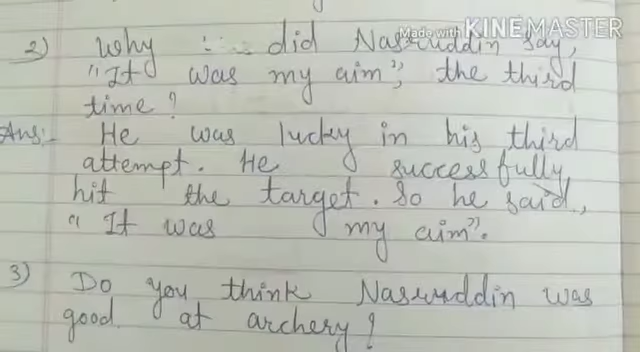 Made with KINEMASTER
2) Why did Nasruddin say,
"It was my aim", the third
time?
Ans:- He was lucky in his third
attempt. He successfully
hit the target. So he said,
"It was my aim".
3) Do you think Nasruddin was
good at archery?